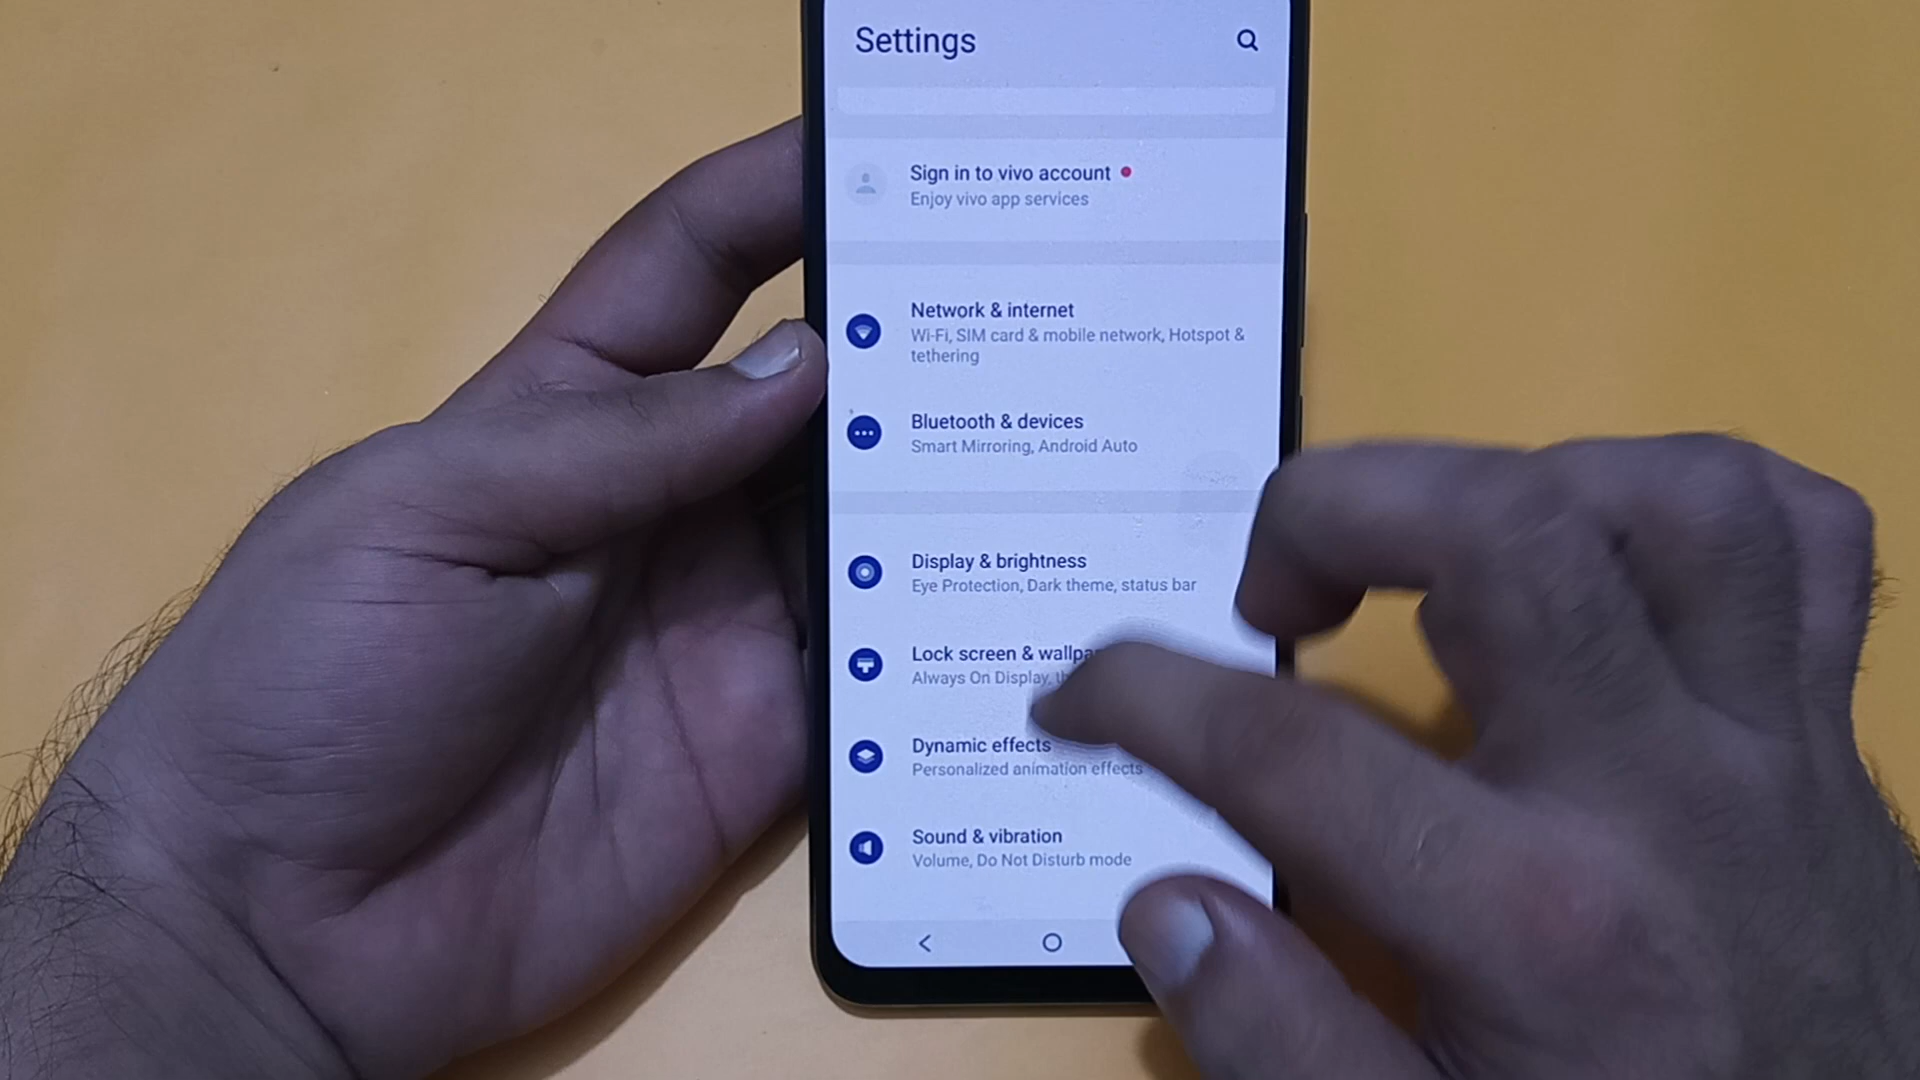 Settings
Sign in to vivo account
Enjoy vivo app services
Network & internet
Wi-Fi, SIM card & mobile network, Hotspot &
tethering
Bluetooth & devices
Smart Mirroring, Android Auto
Display & brightness
Eye Protection, Dark theme, status bar
Lock screen &
Always On Display,
Dynamic effects
Personalized animation effects
Sound & vibration
Volume, Do Not Disturb mode